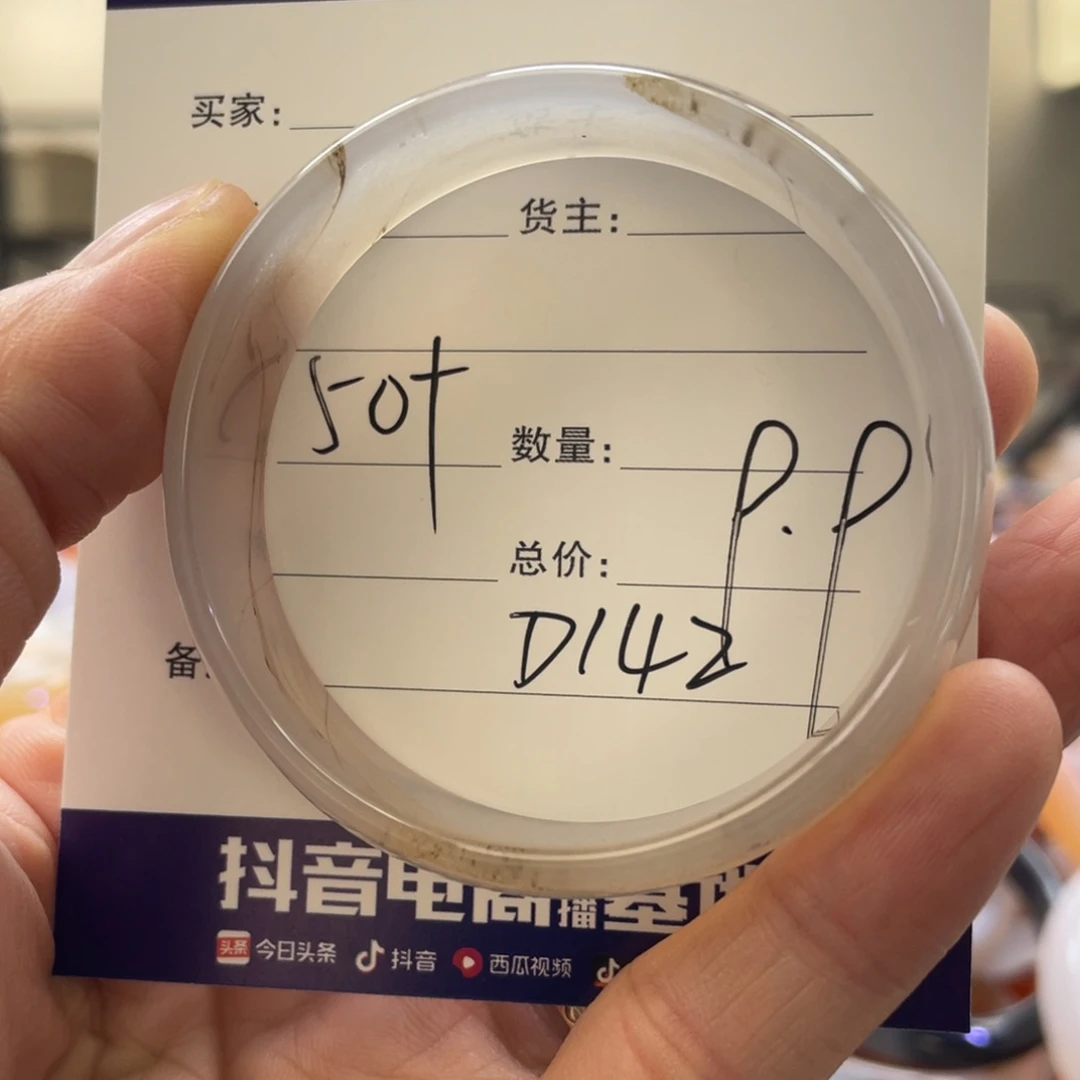 买家:
货主:
50+
数量:
P.P
总价:
D142
备
抖音电商
播
今日头条 抖音 西瓜视频